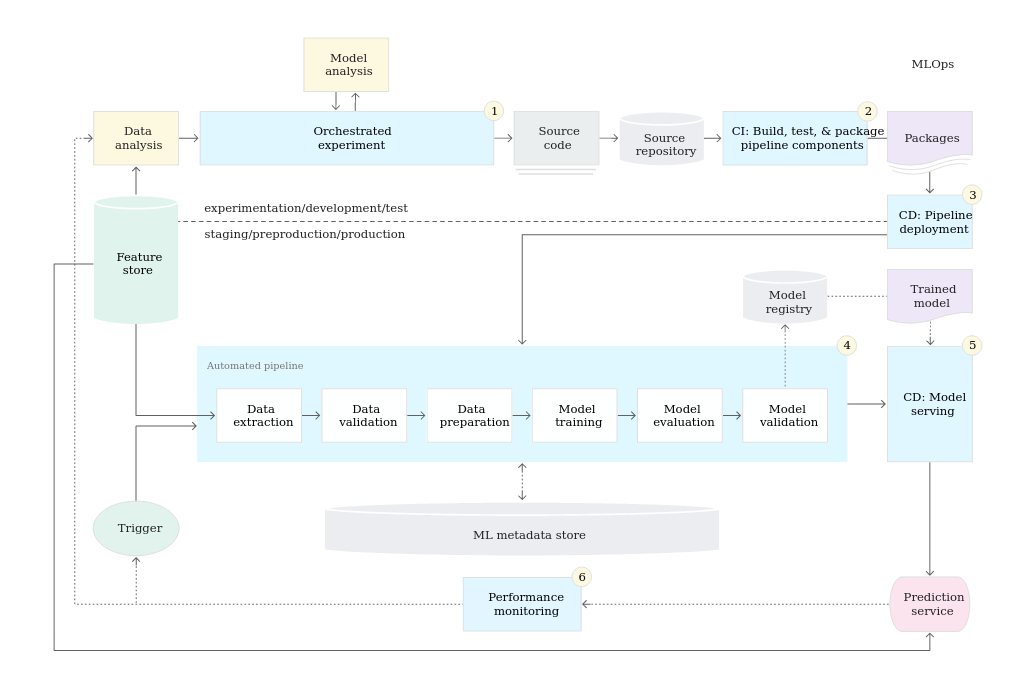 Model
analysis
MLOps
1
2
Data
analysis
Orchestrated
experiment
Source
code
Source
repository
CI: Build, test, & package
pipeline components
Packages
3
experimentation/development/test
staging/preproduction/production
CD: Pipeline
deployment
Feature
store
Model
registry
Trained
model
4
5
Automated pipeline
Data
extraction
Data
validation
Data
preparation
Model
training
Model
evaluation
Model
validation
CD: Model
serving
Trigger
ML metadata store
6
Performance
monitoring
Prediction
service